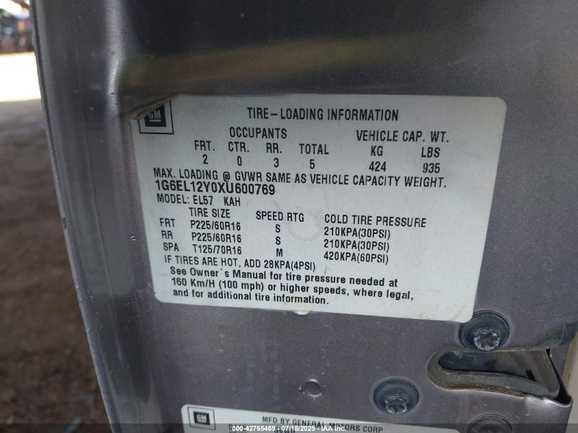 GM
TIRE-LOADING INFORMATION
OCCUPANTS VEHICLE CAP. WT.
FRT. CTR. RR. TOTAL KG LBS
2 0 3 5 424 935
MAX. LOADING @ GVWR SAME AS VEHICLE CAPACITY WEIGHT.
1G6EL12Y0XU600769
MODEL: EL57 KAH
TIRE SIZE SPEED RTG COLD TIRE PRESSURE
FRT P225/60R16 S 210KPA(30PSI)
RR P225/60R16 S 210KPA(30PSI)
SPA T125/70R16 M 420KPA(60PSI)
IF TIRES ARE HOT, ADD 28KPA(4PSI)
See Owner's Manual for tire pressure needed at
160 Km/H (100 mph) or higher speeds, where legal,
and for additional tire information.
GM
MFD BY GENERAL MOTORS CORP